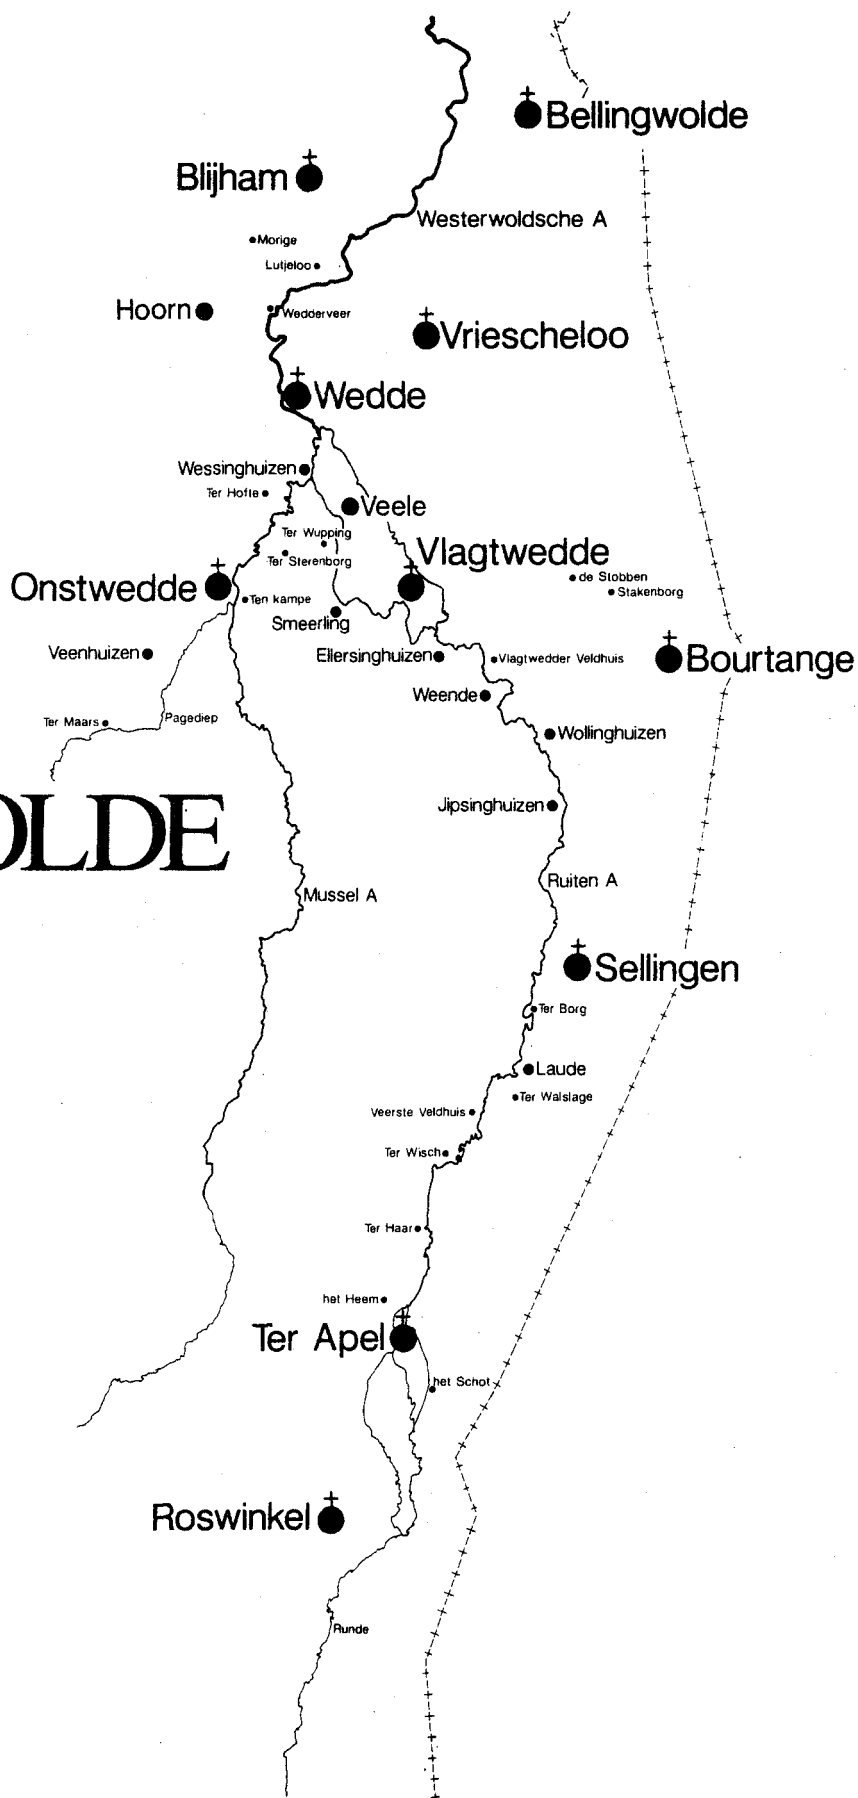 Bellingwolde
Blijham
Westerwoldsche A
Morige
Lutjeloo
Hoorn
Wedderveer
Vriescheloo
Wedde
Wessinghuizen
Ter Hofte
Veele
Ter Wupping
Vlagtwedde
Ter Sterenborg
de Stobben
Onstwedde
Stakenborg
Ten kampe
Smeerling
Veenhuizen
Ellersinghuizen
Vlagtwedder Veldhuis
Bourtange
Weende
Ter Maars
Pagediep
Wollinghuizen
Jipsinghuizen
OLDE
Ruiten A
Mussel A
Sellingen
Ter Borg
Laude
Ter Walslage
Veerste Veldhuis
Ter Wisch
Ter Haar
het Heem
Ter Apel
het Schot
Roswinkel
Runde